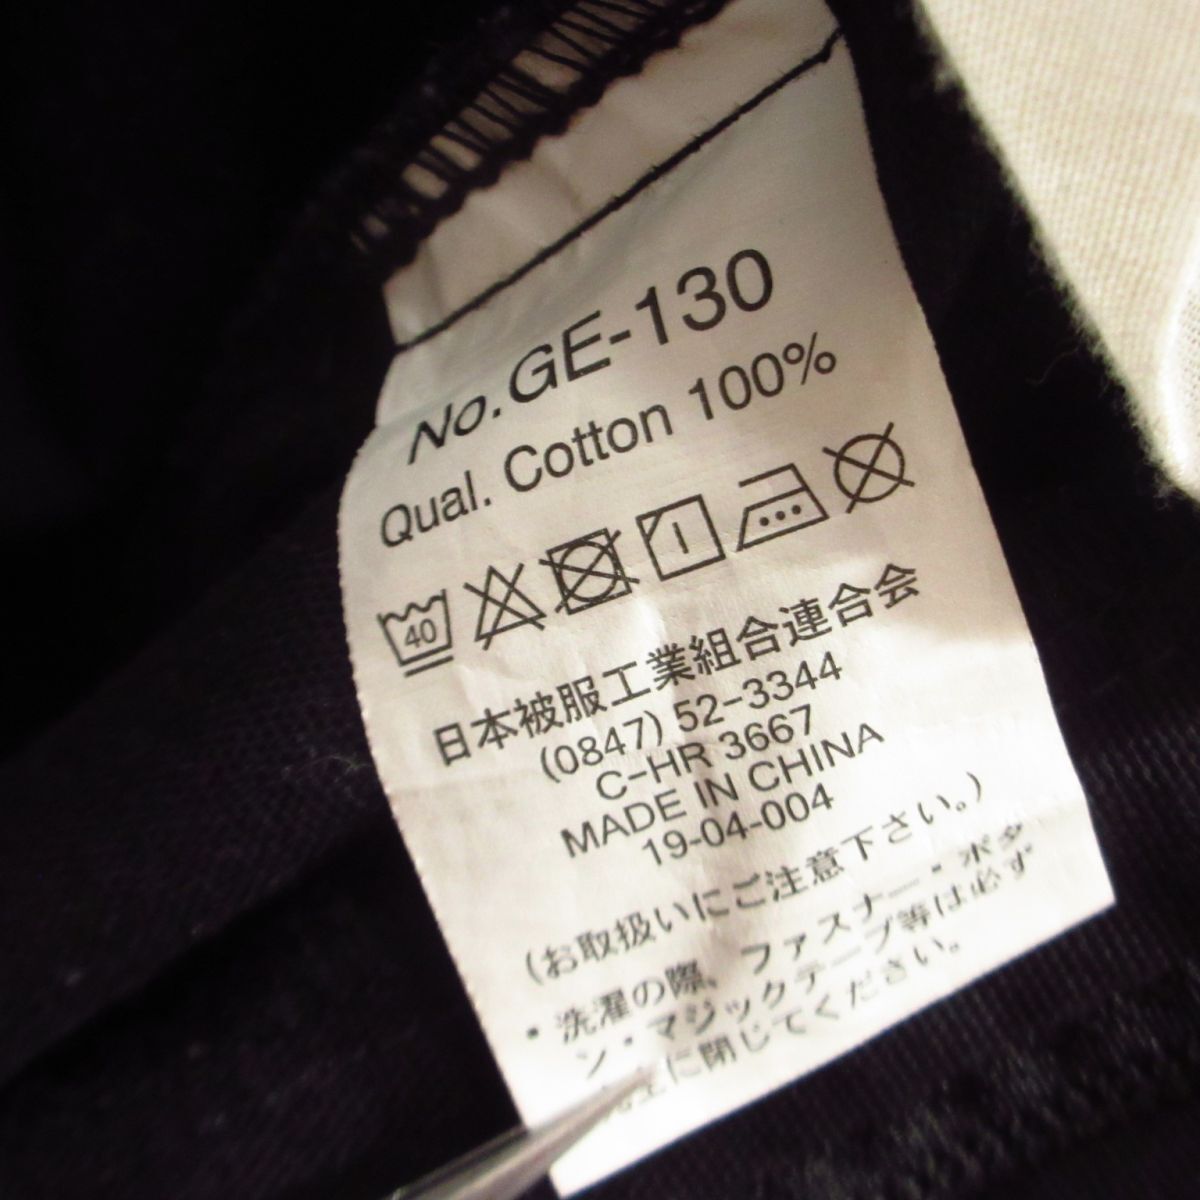 No.GE-130
Qual. Cotton 100%
40
日本被服工業組合連合会
(0847) 52-3344
C-HR 3667
MADE IN CHINA
19-04-004
(お取扱いにご注意下さい。)
・洗濯の際、ファスナー・ボタ
ン・マジックテープ等は必ず
に閉じてください。